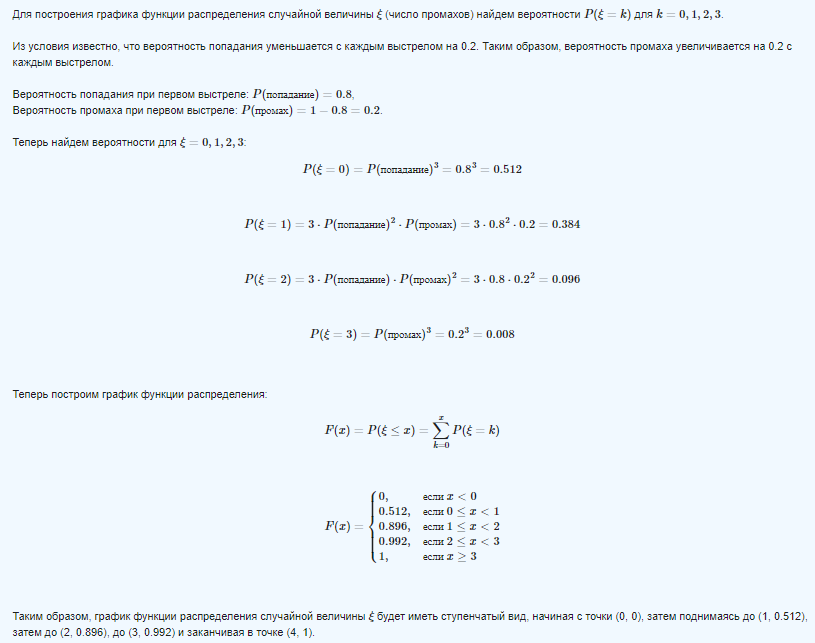 Для построения графика функции распределения случайной величины ξ (число промахов) найдем вероятности P(ξ = k) для k = 0, 1, 2, 3.
Из условия известно, что вероятность попадания уменьшается с каждым выстрелом на 0.2. Таким образом, вероятность промаха увеличивается на 0.2 с
каждым выстрелом.
Вероятность попадания при первом выстреле: P(попадание) = 0.8,
Вероятность промаха при первом выстреле: P(промах) = 1 − 0.8 = 0.2.
Теперь найдем вероятности для ξ = 0, 1, 2, 3:
P(ξ = 0) = P(попадание)³ = 0.8³ = 0.512
P(ξ = 1) = 3 · P(попадание)² · P(промах) = 3 · 0.8² · 0.2 = 0.384
P(ξ = 2) = 3 · P(попадание) · P(промах)² = 3 · 0.8 · 0.2² = 0.096
P(ξ = 3) = P(промах)³ = 0.2³ = 0.008
Теперь построим график функции распределения:
F(x) = P(ξ ≤ x) = ∑_{k=0}^{x} P(ξ = k)
F(x) = { 0, если x < 0
0.512, если 0 ≤ x < 1
0.896, если 1 ≤ x < 2
0.992, если 2 ≤ x < 3
1, если x ≥ 3
Таким образом, график функции распределения случайной величины ξ будет иметь ступенчатый вид, начиная с точки (0, 0), затем поднимаясь до (1, 0.512),
затем до (2, 0.896), до (3, 0.992) и заканчивая в точке (4, 1).